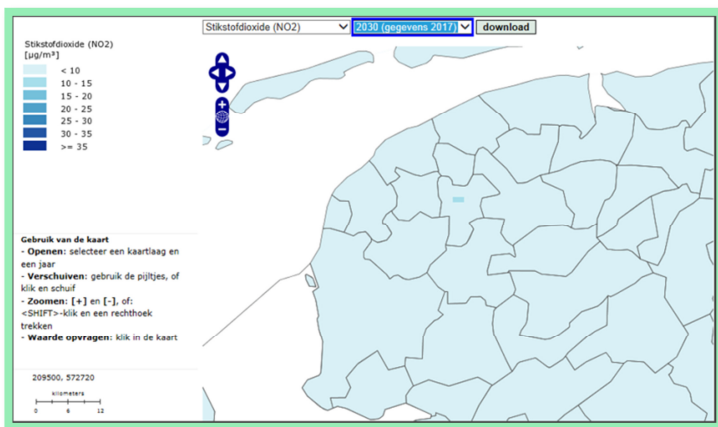 Stikstofdioxide (NO2) 2030 (gegevens 2017) download
Stikstofdioxide (NO2)
[µg/m³]
< 10
10 - 15
15 - 20
20 - 25
25 - 30
30 - 35
>= 35
Gebruik van de kaart
- Openen: selecteer een kaartlaag en
een jaar
- Verschuiven: gebruik de pijltjes, of
klik en schuif
- Zoomen: [+] en [-], of:
<SHIFT>-klik en een rechthoek
trekken
- Waarde opvragen: klik in de kaart
209500, 572720
kilometers
0 6 12